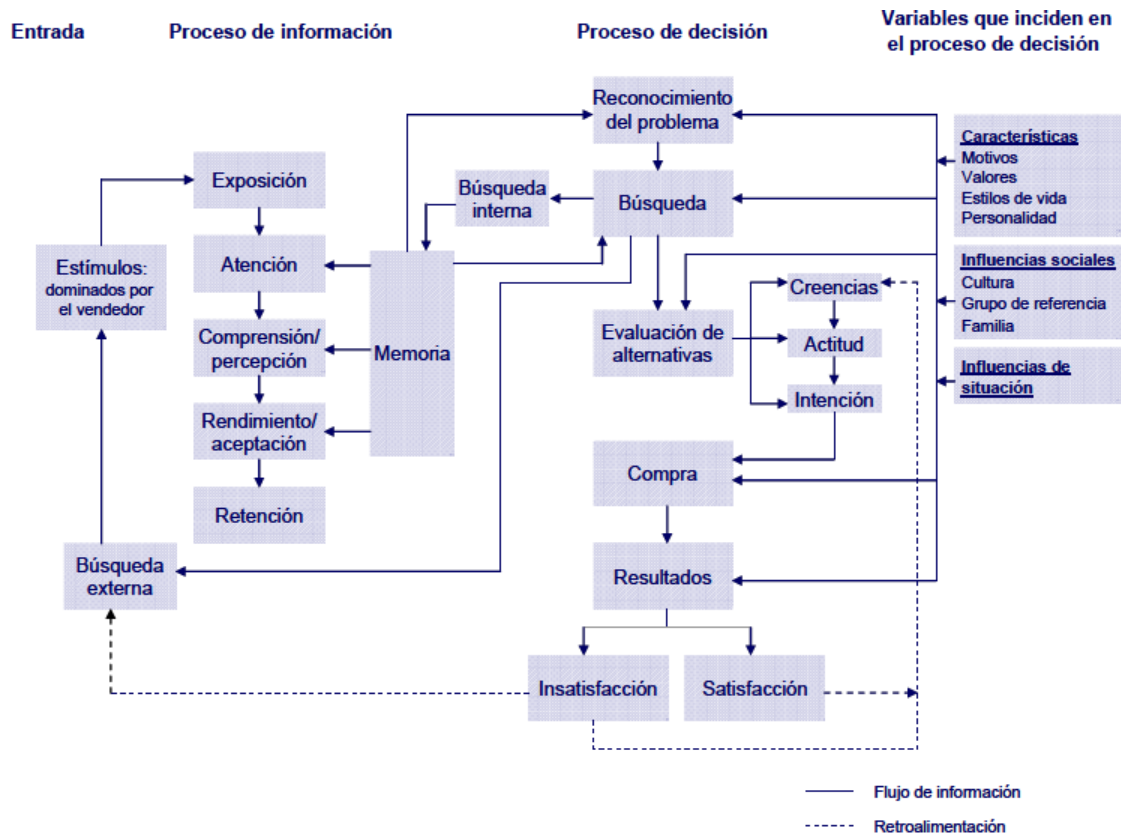 Entrada
Proceso de información
Proceso de decisión
Variables que inciden en
el proceso de decisión
Estímulos:
dominados por
el vendedor
Búsqueda
externa
Exposición
Atención
Comprensión/
percepción
Rendimiento/
aceptación
Retención
Memoria
Búsqueda
interna
Reconocimiento
del problema
Búsqueda
Evaluación de
alternativas
Creencias
Actitud
Intención
Compra
Resultados
Insatisfacción
Satisfacción
Características
Motivos
Valores
Estilos de vida
Personalidad
Influencias sociales
Cultura
Grupo de referencia
Familia
Influencias de
situación
Flujo de información
Retroalimentación